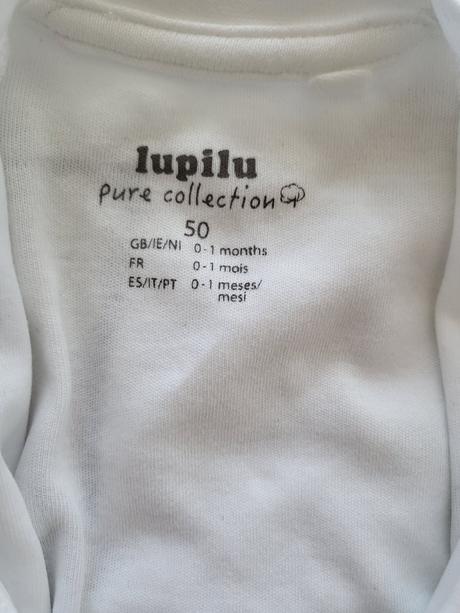 lupilu
pure collection
50
GB/IE/NI 0-1 months
FR 0-1 mois
ES/IT/PT 0-1 meses/
mesi